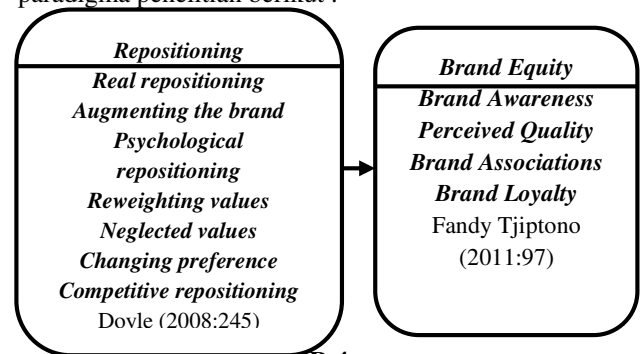 paradigma penelitian berikut :
Repositioning
Real repositioning
Augmenting the brand
Psychological
repositioning
Reweighting values
Neglected values
Changing preference
Competitive repositioning
Doyle (2008:245)
Brand Equity
Brand Awareness
Perceived Quality
Brand Associations
Brand Loyalty
Fandy Tjiptono
(2011:97)